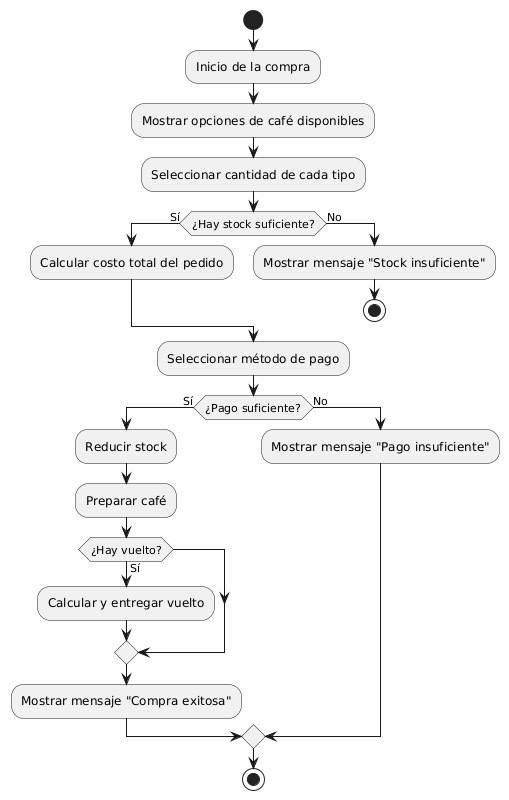 Inicio de la compra
Mostrar opciones de café disponibles
Seleccionar cantidad de cada tipo
Sí
¿Hay stock suficiente?
No
Calcular costo total del pedido
Mostrar mensaje "Stock insuficiente"
Seleccionar método de pago
Sí
¿Pago suficiente?
No
Reducir stock
Mostrar mensaje "Pago insuficiente"
Preparar café
¿Hay vuelto?
Sí
Calcular y entregar vuelto
Mostrar mensaje "Compra exitosa"